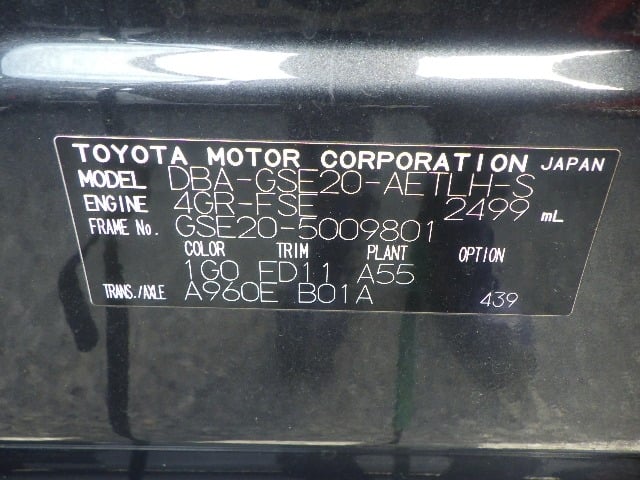 TOYOTA MOTOR CORPORATION JAPAN
MODEL DBA-GSE20-AETLH-S
ENGINE 4GR-FSE 2499 mL
FRAME No. GSE20-5009801
COLOR TRIM PLANT OPTION
1G0 FD11 A55
TRANS./AXLE A960E B01A 439